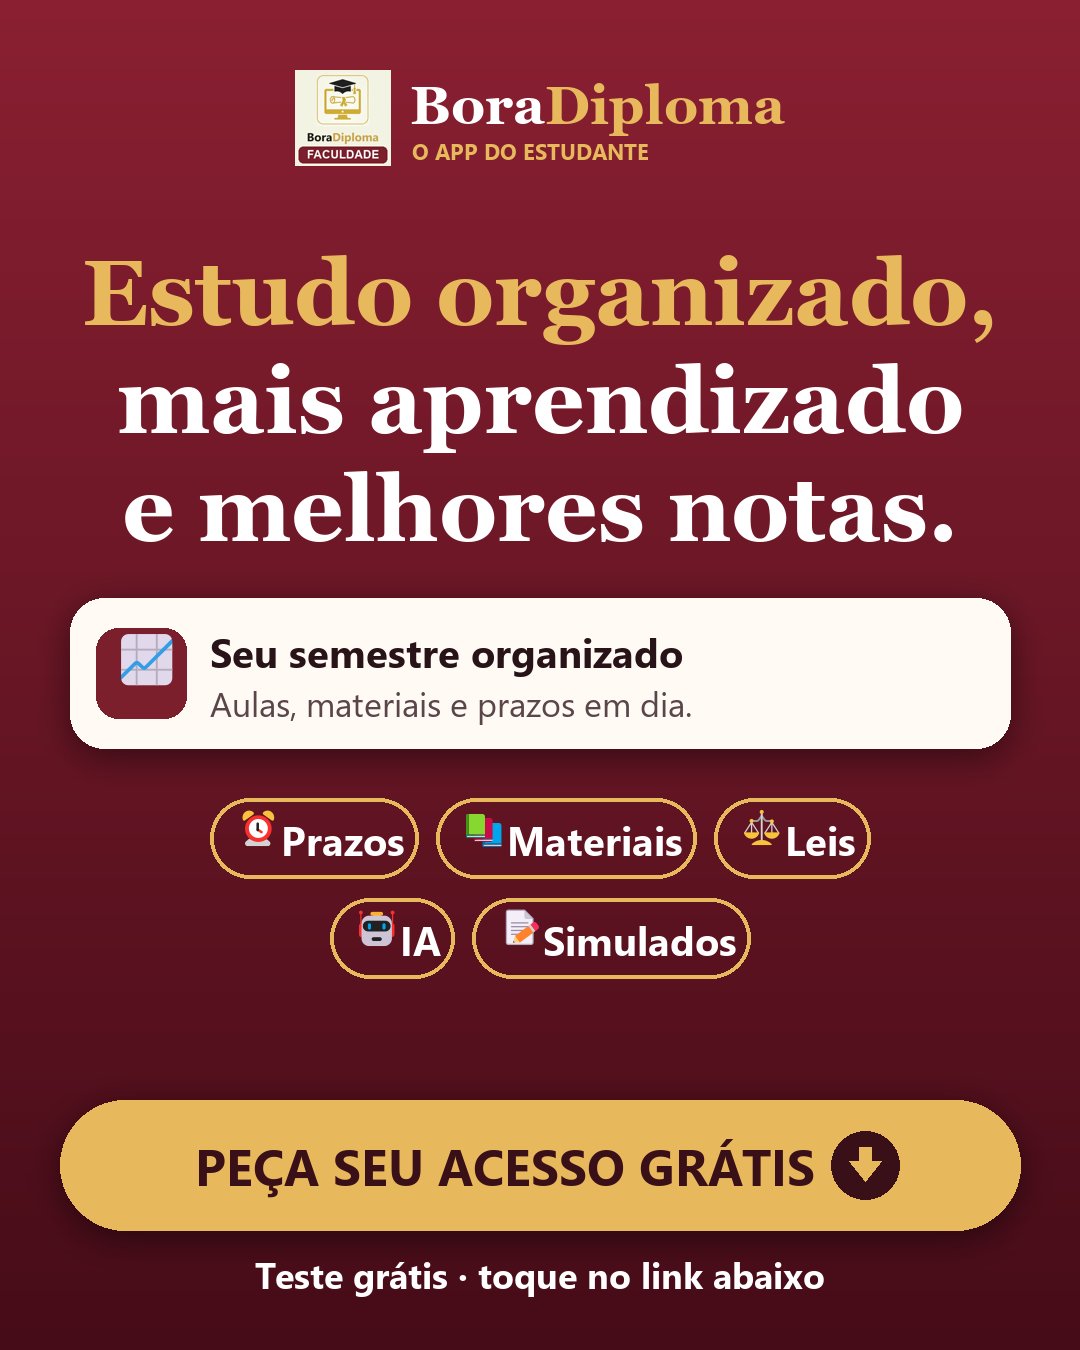 BoraDiploma
FACULDADE
BoraDiploma
O APP DO ESTUDANTE
Estudo organizado,
mais aprendizado
e melhores notas.
Seu semestre organizado
Aulas, materiais e prazos em dia.
Prazos
Materiais
Leis
IA
Simulados
PEÇA SEU ACESSO GRÁTIS
Teste grátis · toque no link abaixo